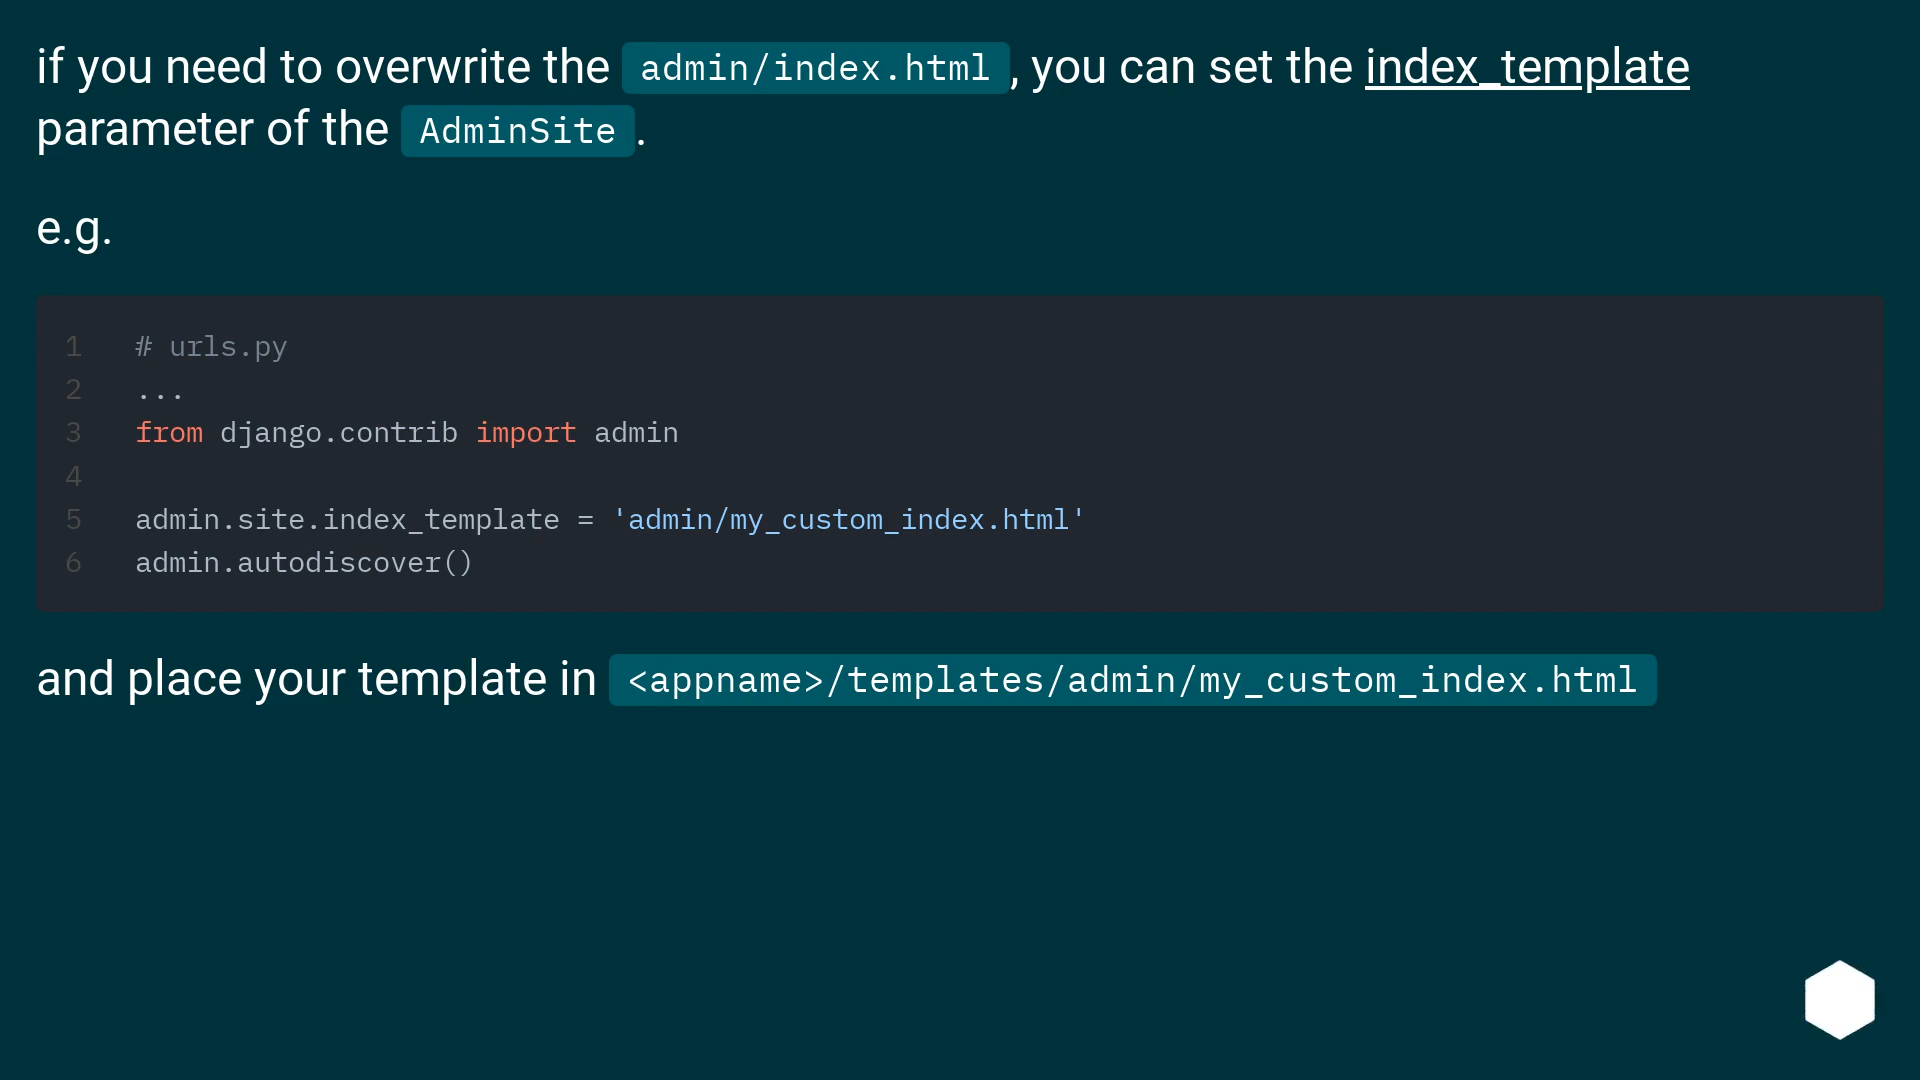 if you need to overwrite the admin/index.html, you can set the index_template
parameter of the AdminSite.
e.g.
1 # urls.py
2 ...
3 from django.contrib import admin
4
5 admin.site.index_template = 'admin/my_custom_index.html'
6 admin.autodiscover()
and place your template in <appname>/templates/admin/my_custom_index.html